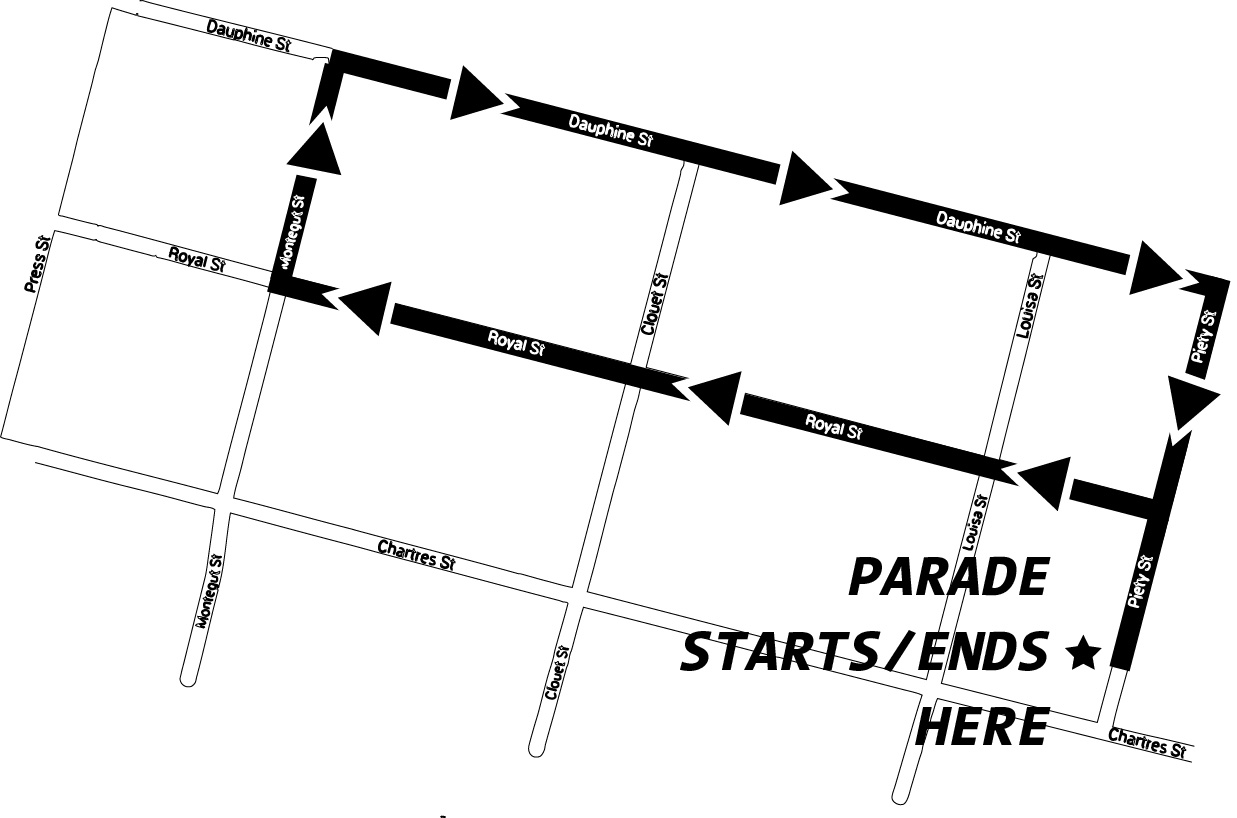 Dauphine St
Dauphine St
Dauphine St
Montegut St
Press St
Royal St
Clouet St
Louisa St
Piety St
Royal St
Royal St
Louisa St
Chartres St
Montegut St
Piety St
PARADE
STARTS/ENDS
HERE
Clouet St
Chartres St